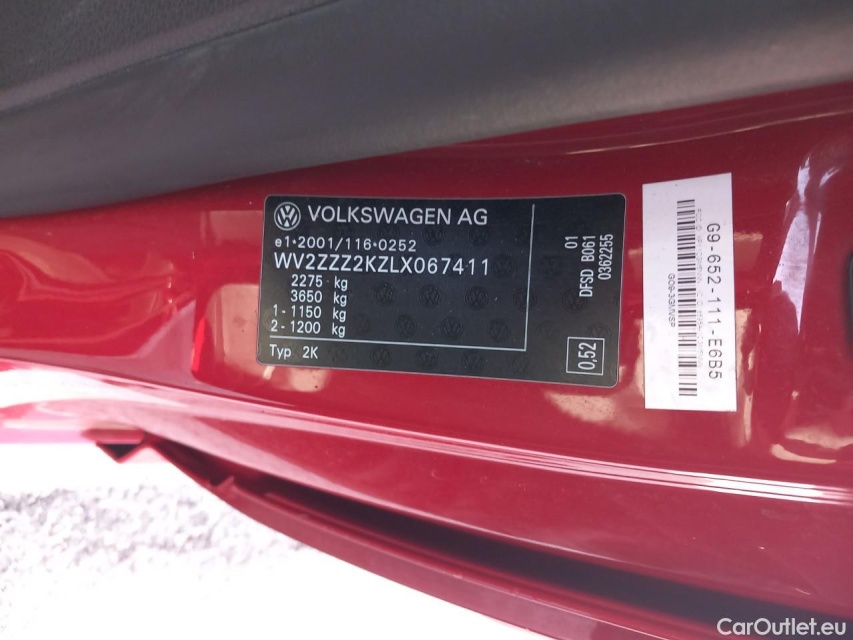 VOLKSWAGEN AG
e1*2001/116*0252
WV2ZZZ2KZLX067411
2275 kg
3650 kg
1 - 1150 kg
2 - 1200 kg
Typ 2K
01
DFSD B061
0362255
0,52
G9-652-111-E6B5
CarOutlet.eu